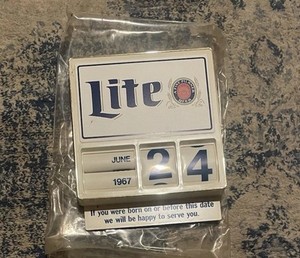 Lite
JUNE
24
1967
If you were born on or before this date
we will be happy to serve you.